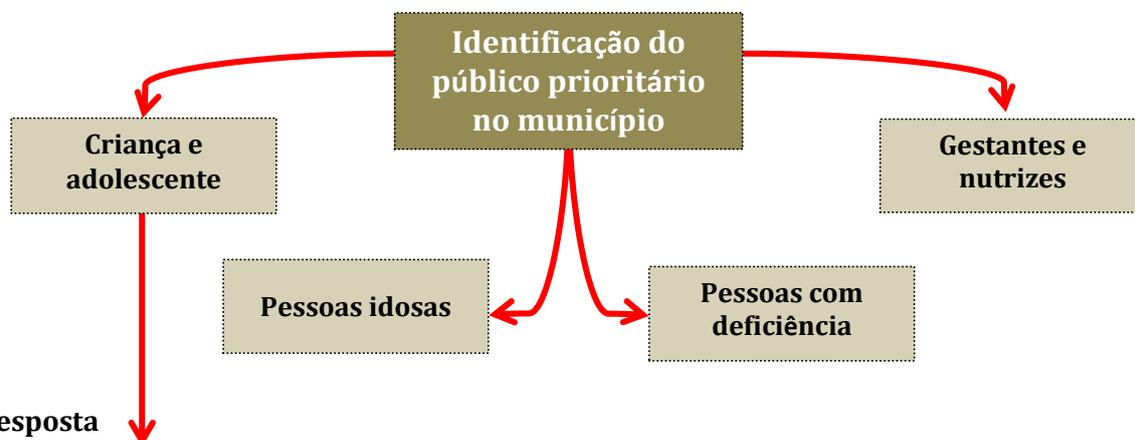 Identificação do
público prioritário
no município
Criança e
adolescente
Gestantes e
nutrizes
Pessoas idosas
Pessoas com
deficiência
esposta